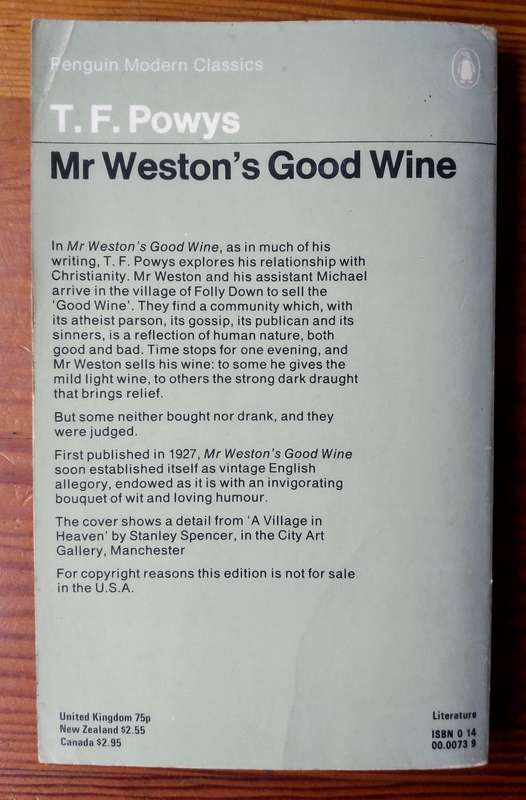 Penguin Modern Classics
T. F. Powys
Mr Weston's Good Wine
In Mr Weston's Good Wine, as in much of his
writing, T. F. Powys explores his relationship with
Christianity. Mr Weston and his assistant Michael
arrive in the village of Folly Down to sell the
'Good Wine'. They find a community which, with
its atheist parson, its gossip, its publican and its
sinners, is a reflection of human nature, both
good and bad. Time stops for one evening, and
Mr Weston sells his wine: to some he gives the
mild light wine, to others the strong dark draught
that brings relief.
But some neither bought nor drank, and they
were judged.
First published in 1927, Mr Weston's Good Wine
soon established itself as vintage English
allegory, endowed as it is with an invigorating
bouquet of wit and loving humour.
The cover shows a detail from 'A Village in
Heaven' by Stanley Spencer, in the City Art
Gallery, Manchester
For copyright reasons this edition is not for sale
in the U.S.A.
United Kingdom 75p
New Zealand $2.55
Canada $2.95
Literature
ISBN 0 14
00.0073 9